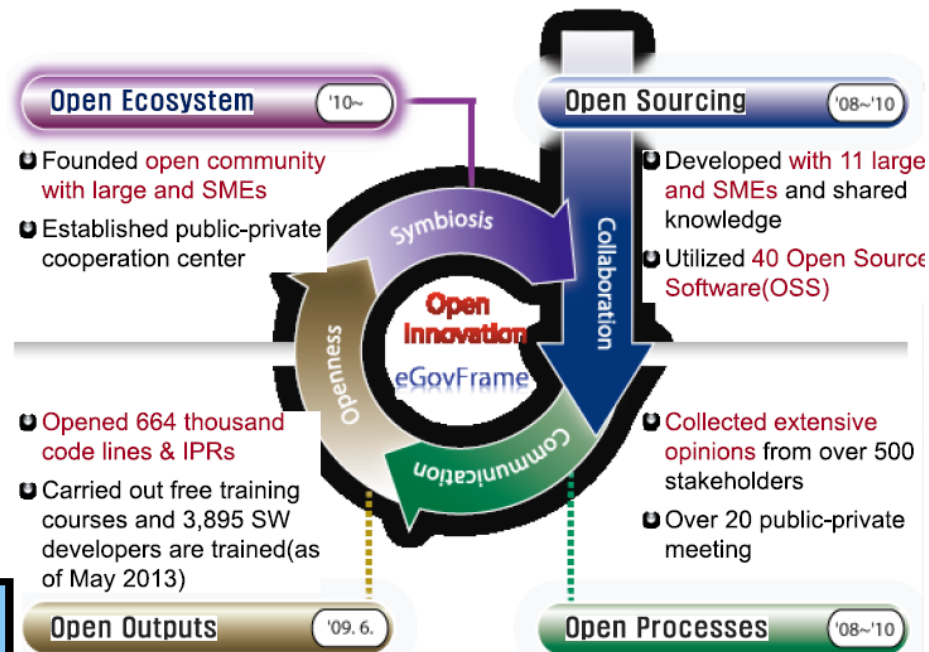 Open Ecosystem
'10~
Founded open community
with large and SMEs
Established public-private
cooperation center
Open Sourcing
'08~'10
Developed with 11 large
and SMEs and shared
knowledge
Utilized 40 Open Source
Software(OSS)
Symbiosis
Collaboration
Communication
Openness
Open
Innovation
eGovFrame
Opened 664 thousand
code lines & IPRs
Carried out free training
courses and 3,895 SW
developers are trained(as
of May 2013)
Open Outputs
'09. 6.
Collected extensive
opinions from over 500
stakeholders
Over 20 public-private
meeting
Open Processes
'08~'10